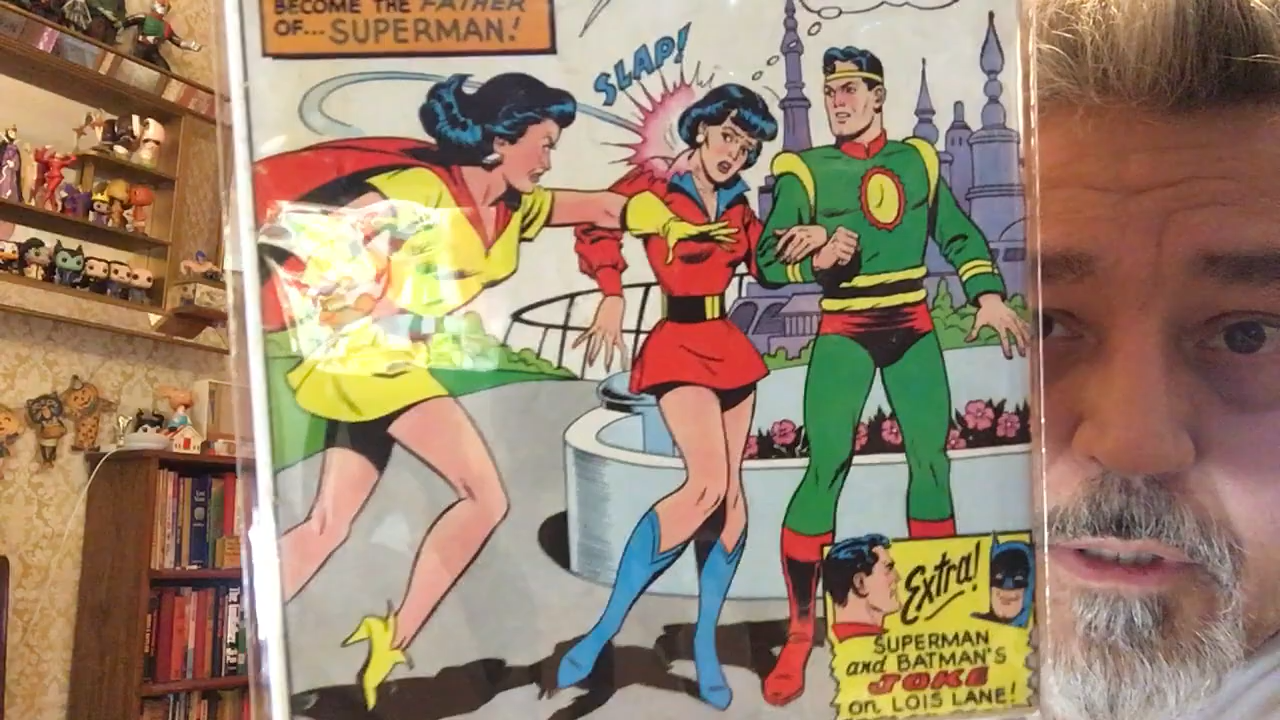 BECOME THE FATHER
OF... SUPERMAN!
SLAP!
Extra!
SUPERMAN
and BATMAN'S
JOKE
on LOIS LANE!